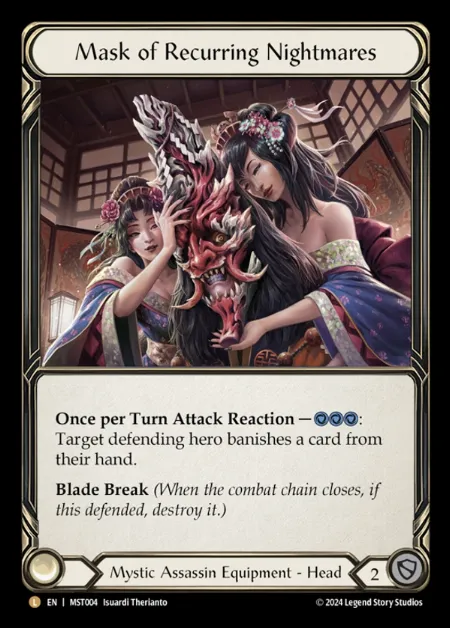 Mask of Recurring Nightmares
Once per Turn Attack Reaction —:
Target defending hero banishes a card from
their hand.
Blade Break (When the combat chain closes, if
this defended, destroy it.)
Mystic Assassin Equipment - Head
2
L EN | MST004 Isuardi Therianto
© 2024 Legend Story Studios